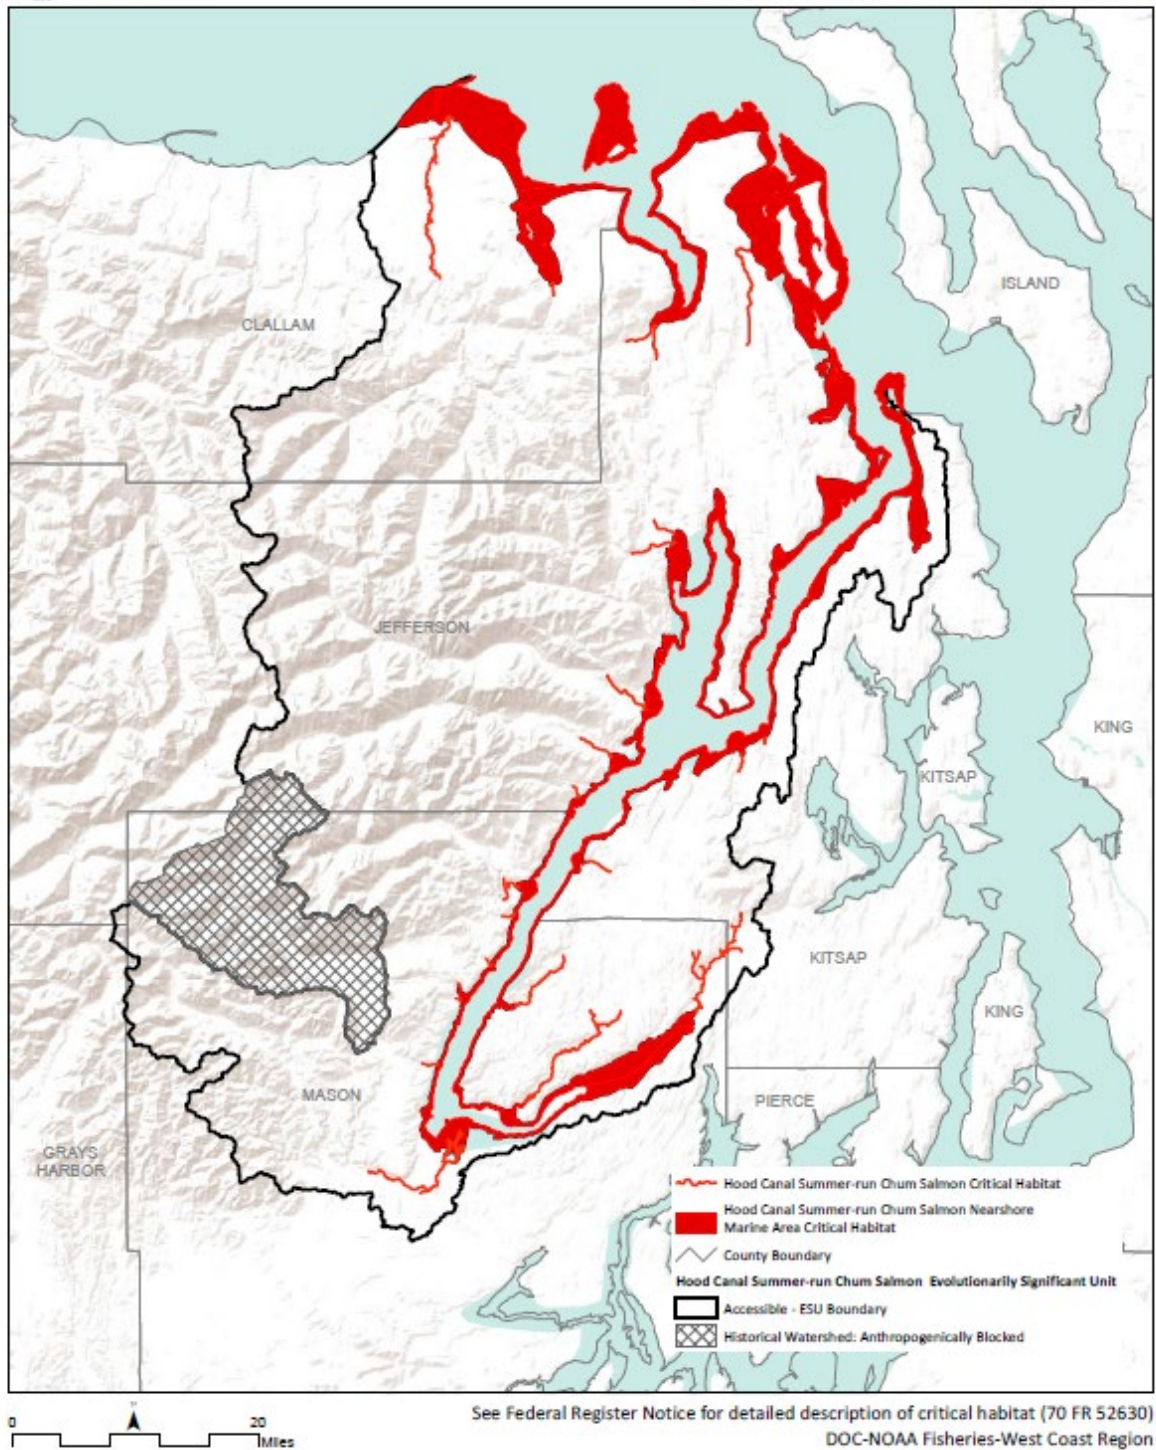 ISLAND
CLALLAM
JEFFERSON
KING
KITSAP
KITSAP
KING
MASON
PIERCE
GRAYS
HARBOR
Hood Canal Summer-run Chum Salmon Critical Habitat
Hood Canal Summer-run Chum Salmon Nearshore
Marine Area Critical Habitat
County Boundary
Hood Canal Summer-run Chum Salmon Evolutionarily Significant Unit
Accessible - ESU Boundary
Historical Watershed: Anthropogenically Blocked
0 20
Miles
See Federal Register Notice for detailed description of critical habitat (70 FR 52630)
DOC-NOAA Fisheries-West Coast Region